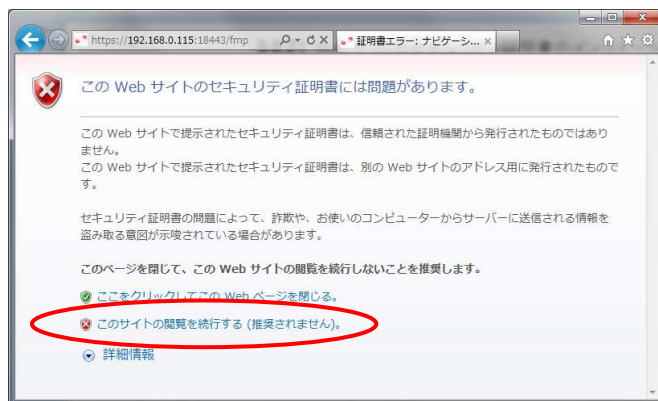 https://192.168.0.115:18443/fmp
証明書エラー: ナビゲーシ...
この Web サイトのセキュリティ証明書には問題があります。
この Web サイトで提示されたセキュリティ証明書は、信頼された証明機関から発行されたものではあり
ません。
この Web サイトで提示されたセキュリティ証明書は、別の Web サイトのアドレス用に発行されたもので
す。
セキュリティ証明書の問題によって、詐欺や、お使いのコンピューターからサーバーに送信される情報を
盗み取る意図が示唆されている場合があります。
このページを閉じて、この Web サイトの閲覧を続行しないことを推奨します。
ここをクリックしてこの Web ページを閉じる。
このサイトの閲覧を続行する (推奨されません)。
詳細情報